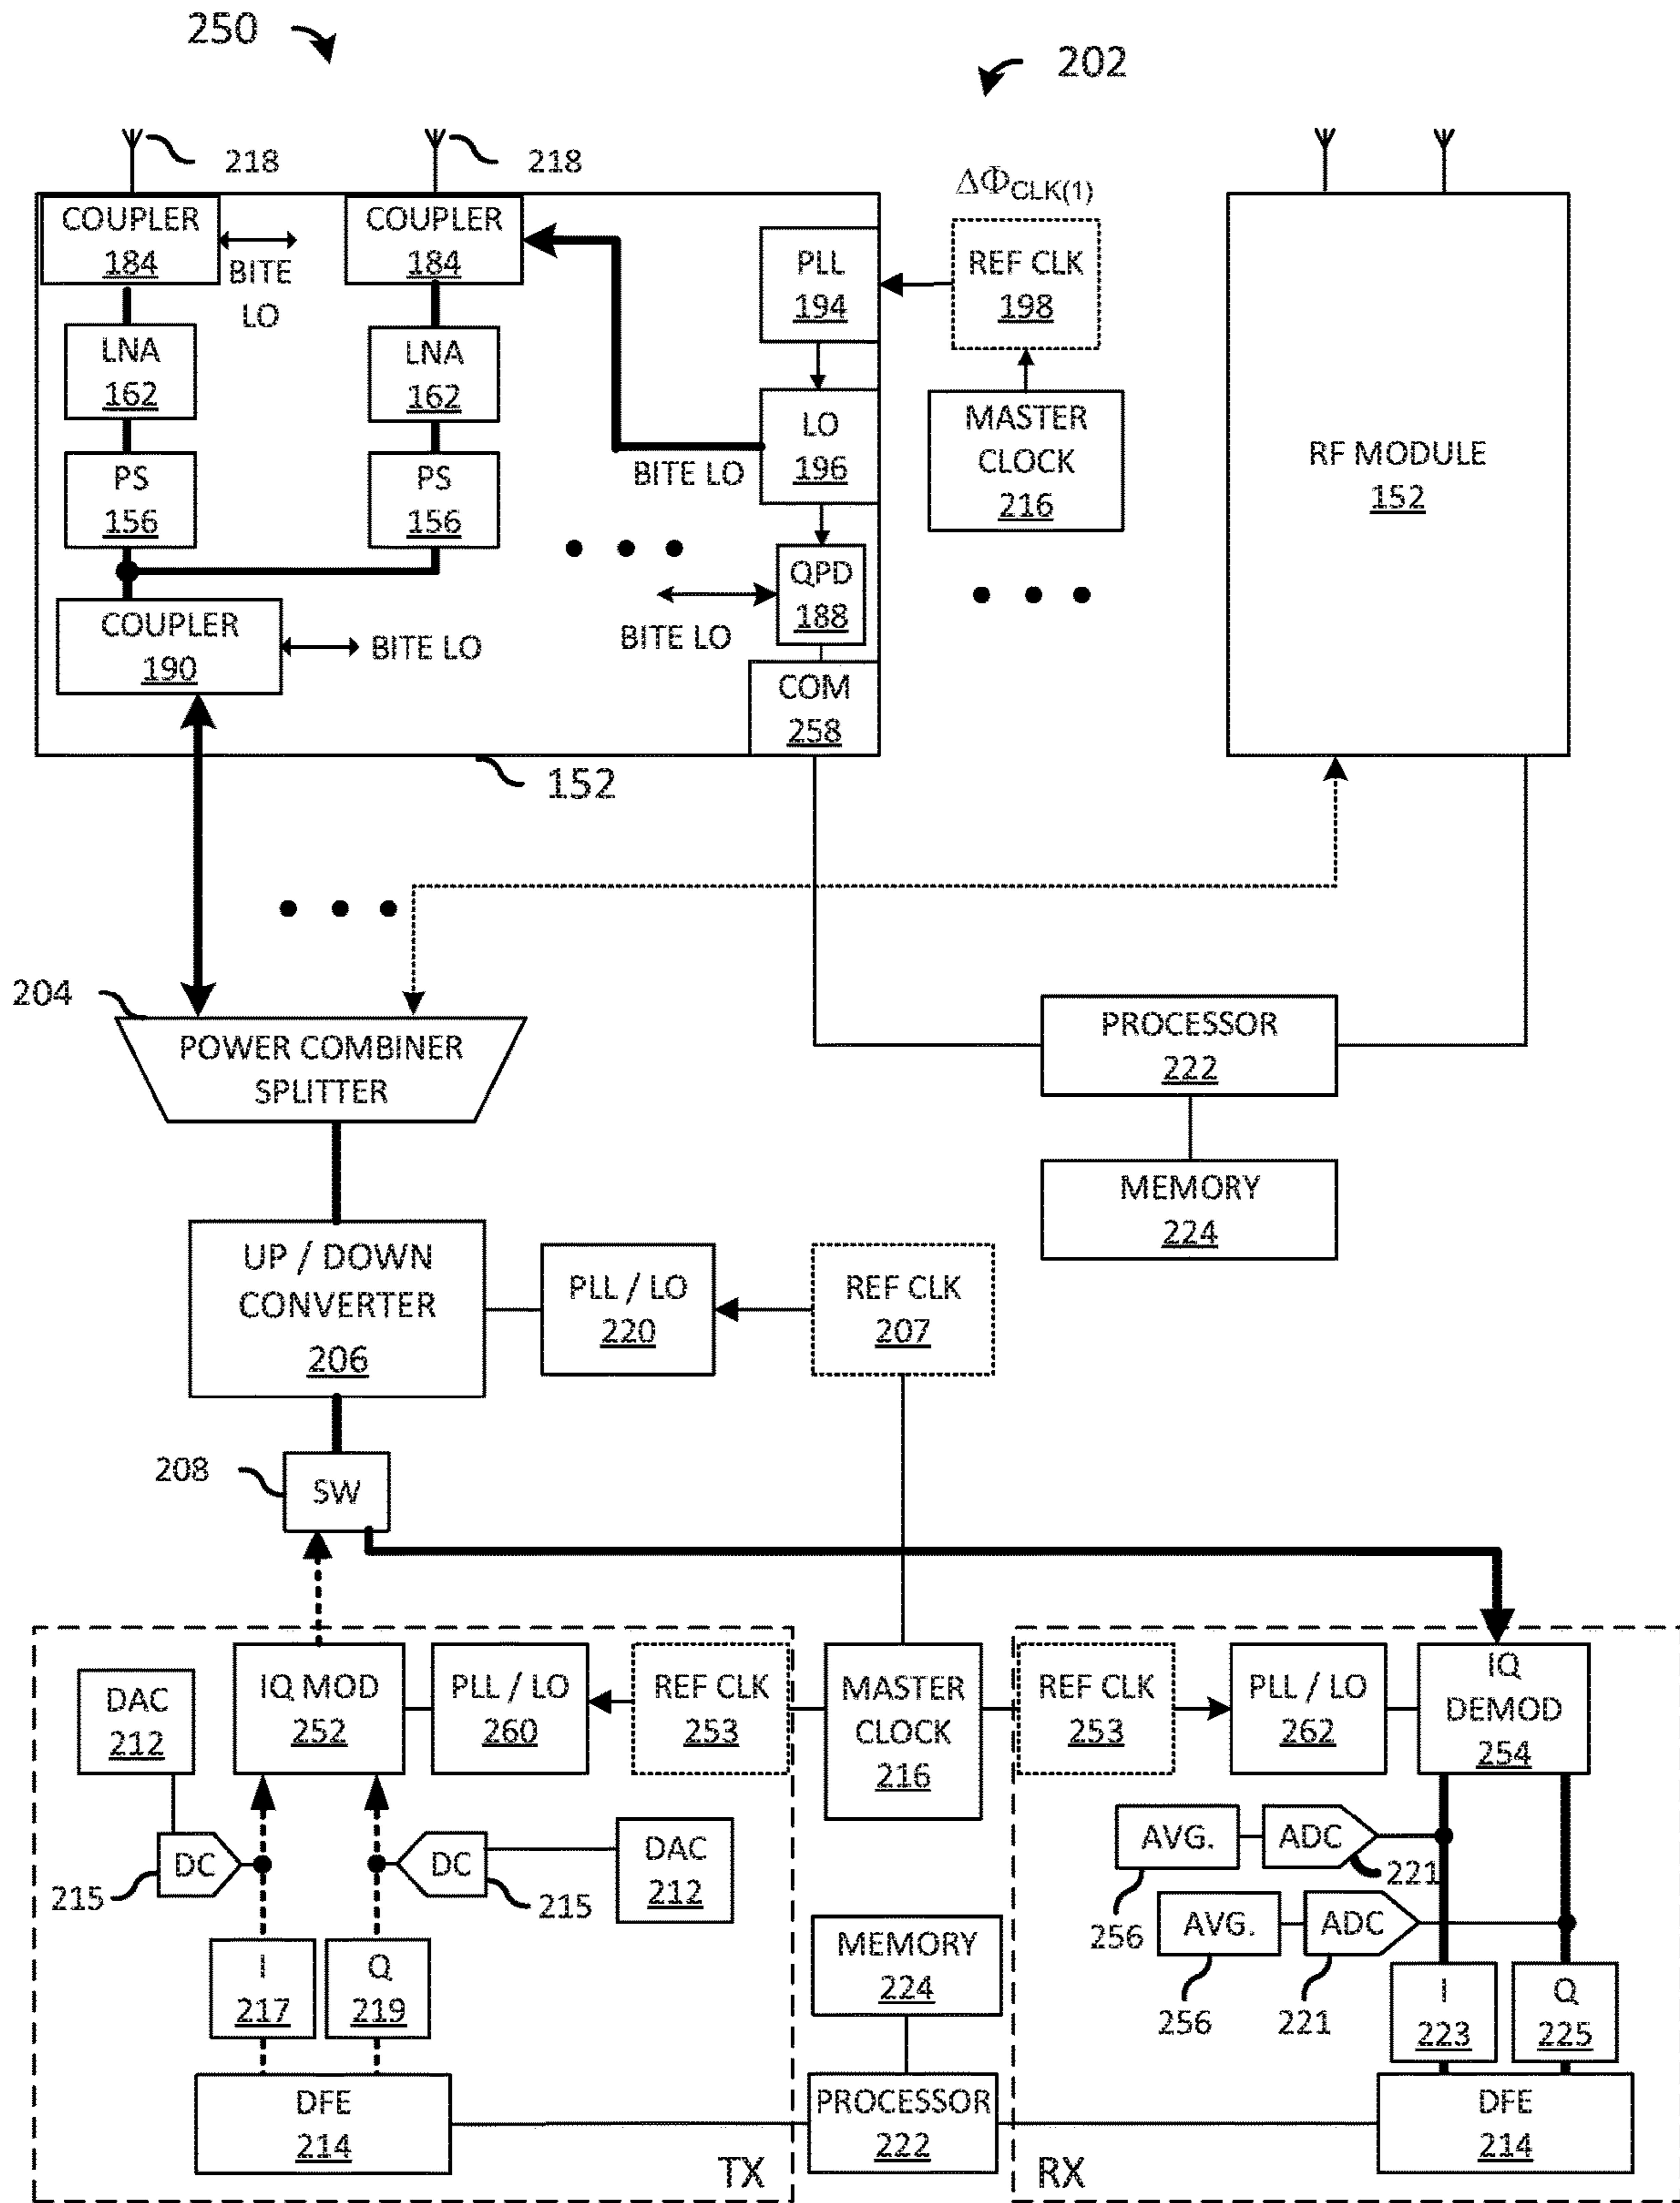 250
202
218
218
ΔΦCLK(1)
COUPLER
184
BITE
LO
COUPLER
184
PLL
194
REF CLK
198
LNA
162
LNA
162
LO
196
MASTER
CLOCK
216
RF MODULE
152
BITE LO
PS
156
PS
156
QPD
188
BITE LO
COUPLER
190
BITE LO
COM
258
152
204
POWER COMBINER
SPLITTER
PROCESSOR
222
MEMORY
224
UP / DOWN
CONVERTER
206
PLL / LO
220
REF CLK
207
208
SW
DAC
212
IQ MOD
252
PLL / LO
260
REF CLK
253
MASTER
CLOCK
216
REF CLK
253
PLL / LO
262
IQ
DEMOD
254
DC
215
DC
215
DAC
212
AVG.
ADC
221
256
AVG.
ADC
256
221
I
217
Q
219
MEMORY
224
I
223
Q
225
DFE
214
PROCESSOR
222
DFE
214
TX
RX